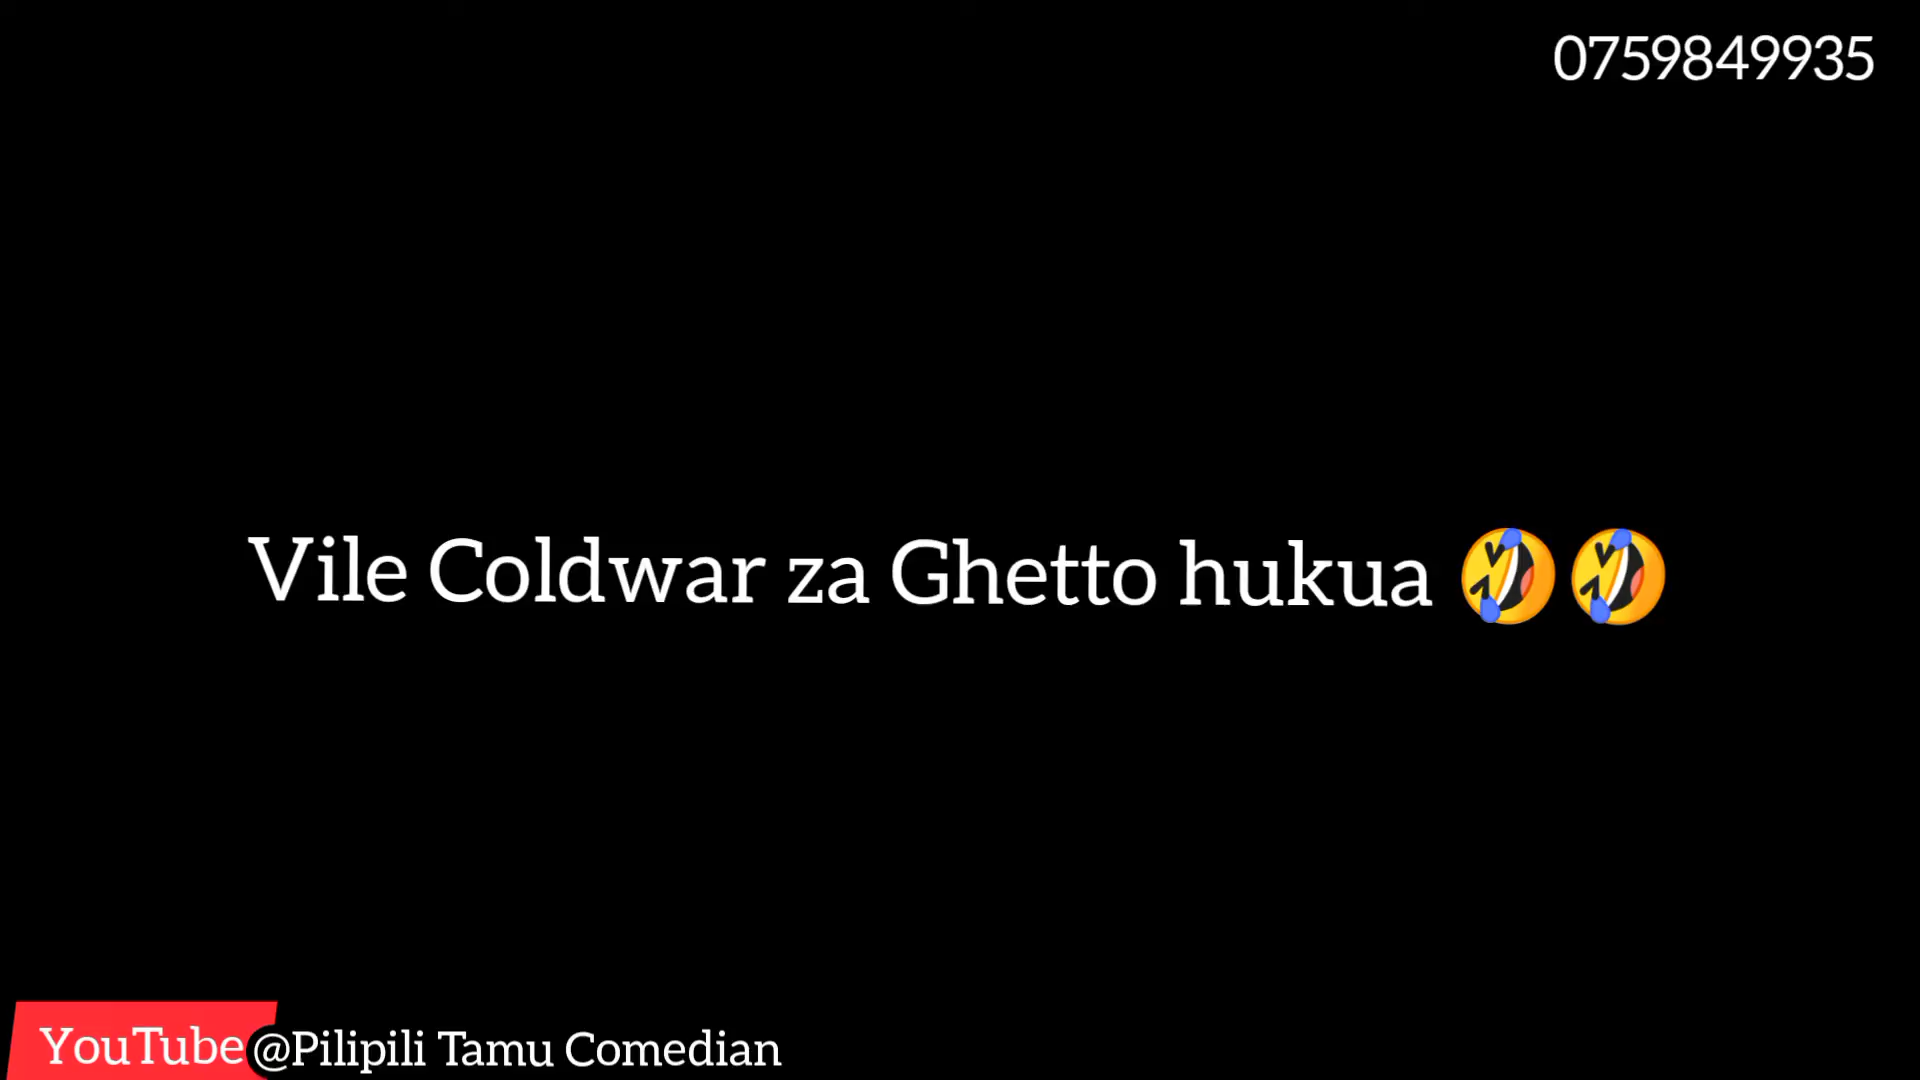 0759849935
Vile Coldwar za Ghetto hukua 🤣🤣
YouTube @Pilipili Tamu Comedian